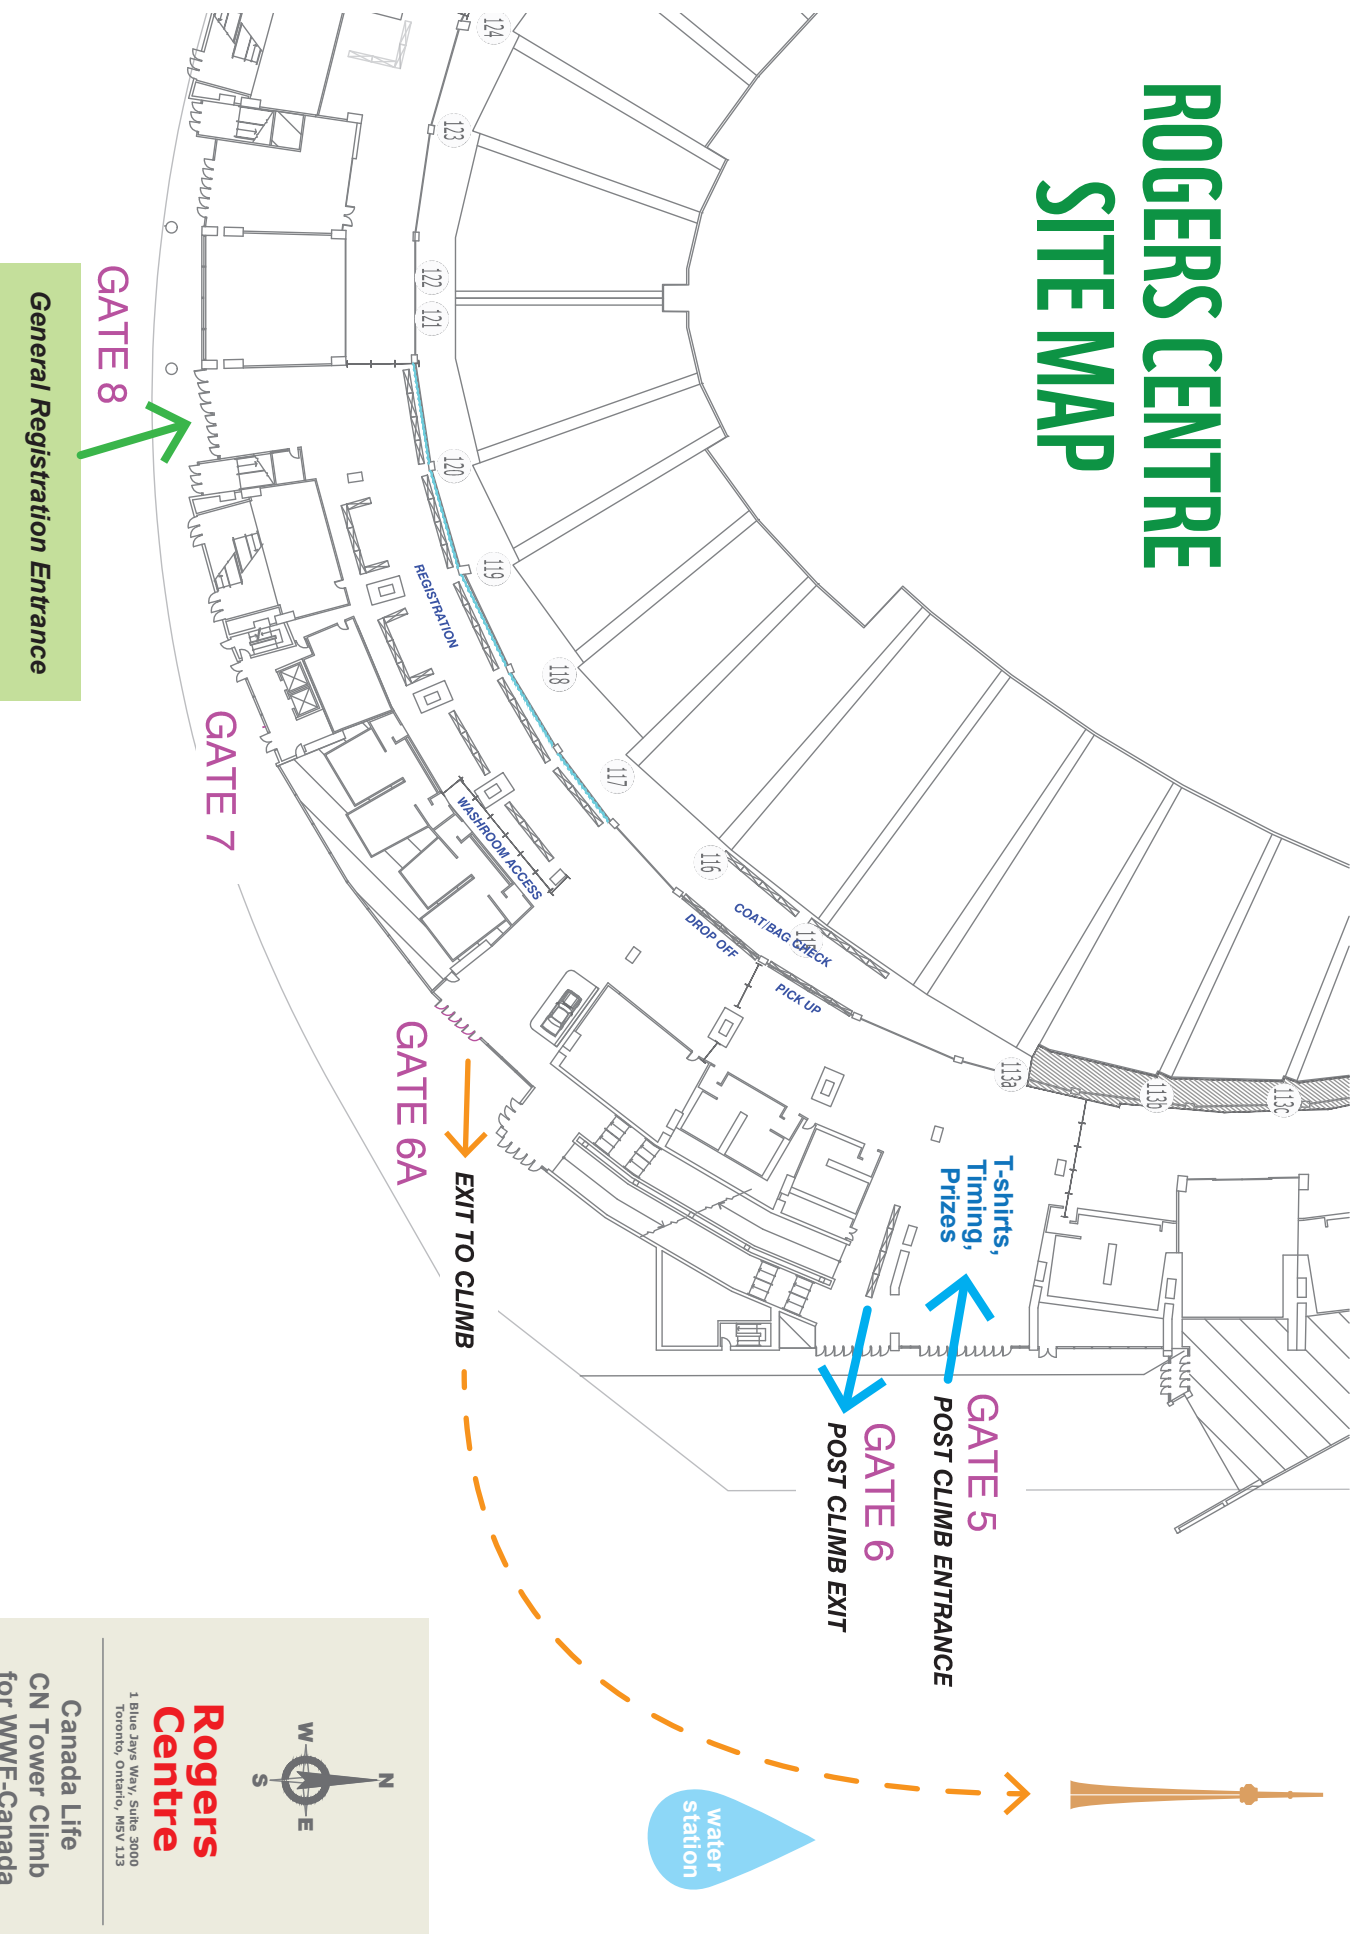 ROGERS CENTRE
SITE MAP
124
123
122
121
120
119
118
117
116
113a
113b
113c
GATE 8
General Registration Entrance
REGISTRATION
GATE 7
WASHROOM ACCESS
COAT/BAG CHECK
DROP OFF
PICK UP
GATE 6A
EXIT TO CLIMB
T-shirts,
Timing,
Prizes
GATE 5
POST CLIMB ENTRANCE
GATE 6
POST CLIMB EXIT
water
station
N
W
E
S
Rogers
Centre
1 Blue Jays Way, Suite 3000
Toronto, Ontario, M5V 1J3
Canada Life
CN Tower Climb
for WWF-Canada